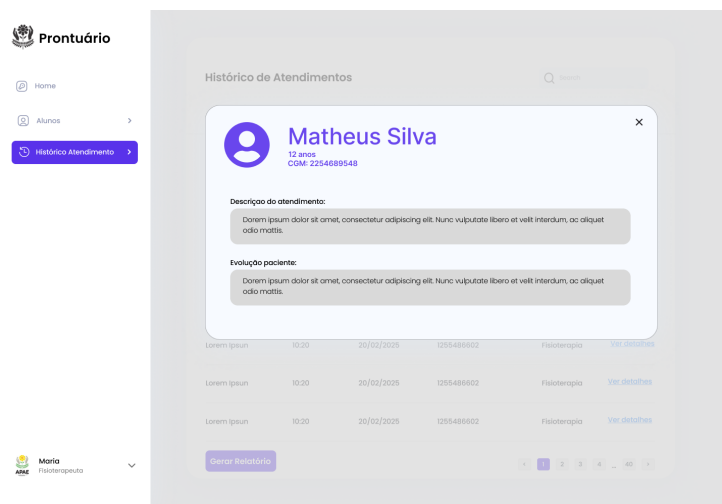 Prontuário
Home
Alunos
Histórico Atendimento
Histórico de Atendimentos
Search
Matheus Silva
12 anos
CGM: 2254689548
Descriçao do atendimento:
Dorem ipsum dolor sit amet, consectetur adipiscing elit. Nunc vulputate libero et velit interdum, ac aliquet
odio mattis.
Evolução paciente:
Dorem ipsum dolor sit amet, consectetur adipiscing elit. Nunc vulputate libero et velit interdum, ac aliquet
odio mattis.
Lorem Ipsun 10:20 20/02/2025 1255486602 Fisioterapia Ver detalhes
Lorem Ipsun 10:20 20/02/2025 1255486602 Fisioterapia Ver detalhes
Lorem Ipsun 10:20 20/02/2025 1255486602 Fisioterapia Ver detalhes
Gerar Relatório
< 1 2 3 4 ... 40 >
APAE
Maria
Fisioterapeuta